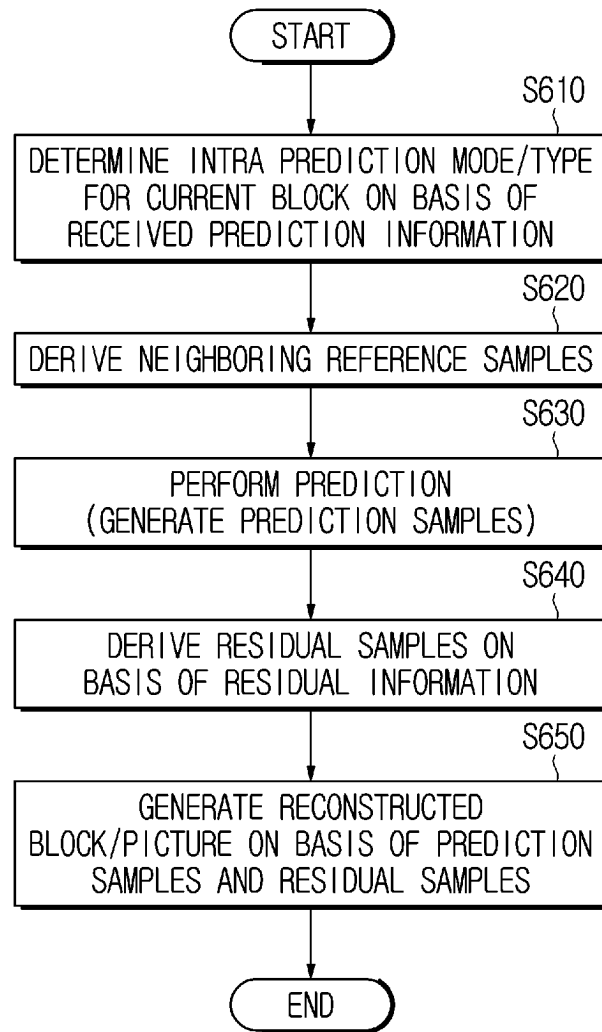 START
S610
DETERMINE INTRA PREDICTION MODE/TYPE
FOR CURRENT BLOCK ON BASIS OF
RECEIVED PREDICTION INFORMATION
S620
DERIVE NEIGHBORING REFERENCE SAMPLES
S630
PERFORM PREDICTION
(GENERATE PREDICTION SAMPLES)
S640
DERIVE RESIDUAL SAMPLES ON
BASIS OF RESIDUAL INFORMATION
S650
GENERATE RECONSTRUCTED
BLOCK/PICTURE ON BASIS OF PREDICTION
SAMPLES AND RESIDUAL SAMPLES
END